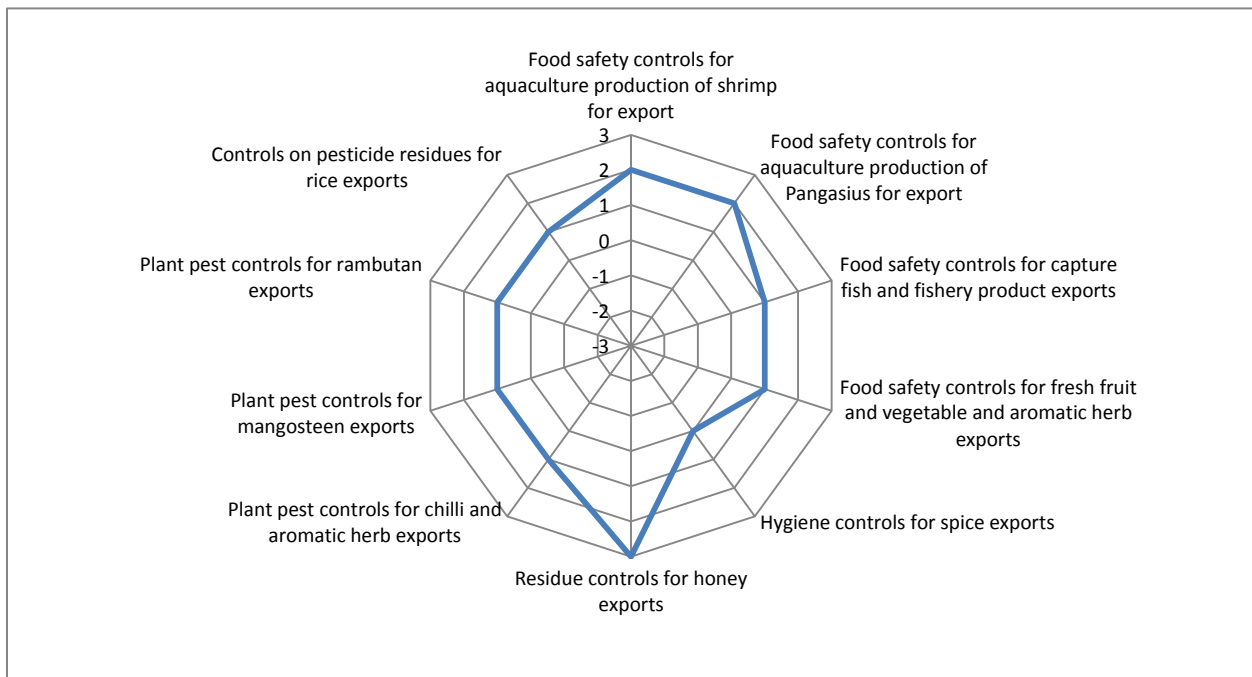 Food safety controls for
aquaculture production of shrimp
for export
Food safety controls for
aquaculture production of
Pangasius for export
Food safety controls for capture
fish and fishery product exports
Food safety controls for fresh fruit
and vegetable and aromatic herb
exports
Hygiene controls for spice exports
Residue controls for honey
exports
Plant pest controls for chilli and
aromatic herb exports
Plant pest controls for
mangosteen exports
Plant pest controls for rambutan
exports
Controls on pesticide residues for
rice exports
3
2
1
0
-1
-2
-3